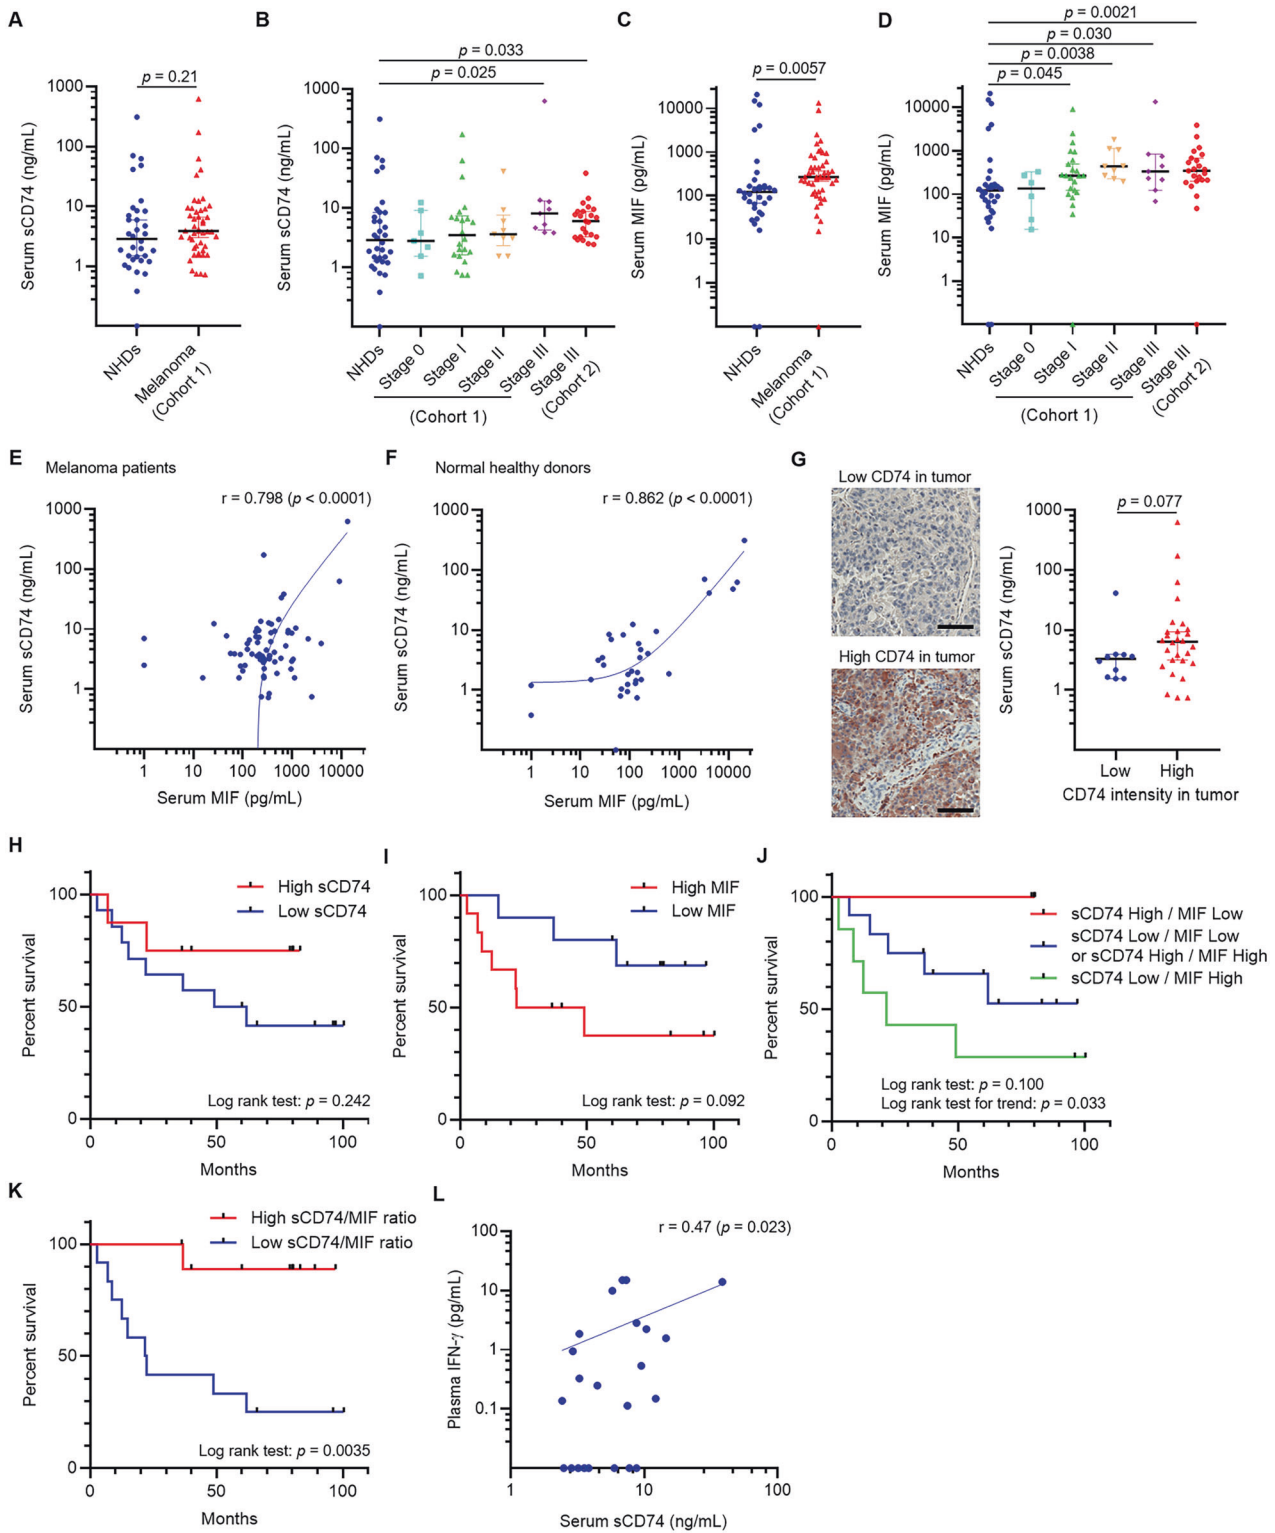 A
p = 0.21
Serum sCD74 (ng/mL)
1000
100
10
1
NHDs
Melanoma
(Cohort 1)
B
p = 0.033
p = 0.025
Serum sCD74 (ng/mL)
1000
100
10
1
NHDs
Stage 0
Stage I
Stage II
Stage III
Stage III
(Cohort 2)
(Cohort 1)
C
p = 0.0057
Serum MIF (pg/mL)
10000
1000
100
10
1
NHDs
Melanoma
(Cohort 1)
D
p = 0.0021
p = 0.030
p = 0.0038
p = 0.045
Serum MIF (pg/mL)
10000
1000
100
10
1
NHDs
Stage 0
Stage I
Stage II
Stage III
Stage III
(Cohort 2)
(Cohort 1)
E
Melanoma patients
r = 0.798 (p < 0.0001)
Serum sCD74 (ng/mL)
1000
100
10
1
1 10 100 1000 10000
Serum MIF (pg/mL)
F
Normal healthy donors
r = 0.862 (p < 0.0001)
Serum sCD74 (ng/mL)
1000
100
10
1
1 10 100 1000 10000
Serum MIF (pg/mL)
G
Low CD74 in tumor
High CD74 in tumor
p = 0.077
Serum sCD74 (ng/mL)
1000
100
10
1
Low High
CD74 intensity in tumor
H
High sCD74
Low sCD74
Percent survival
100
50
0
Log rank test: p = 0.242
0 50 100
Months
I
High MIF
Low MIF
Percent survival
100
50
0
Log rank test: p = 0.092
0 50 100
Months
J
sCD74 High / MIF Low
sCD74 Low / MIF Low
or sCD74 High / MIF High
sCD74 Low / MIF High
Percent survival
100
50
0
Log rank test: p = 0.100
Log rank test for trend: p = 0.033
0 50 100
Months
K
High sCD74/MIF ratio
Low sCD74/MIF ratio
Percent survival
100
50
0
Log rank test: p = 0.0035
0 50 100
Months
L
r = 0.47 (p = 0.023)
Plasma IFN-γ (pg/mL)
100
10
1
0.1
1 10 100
Serum sCD74 (ng/mL)